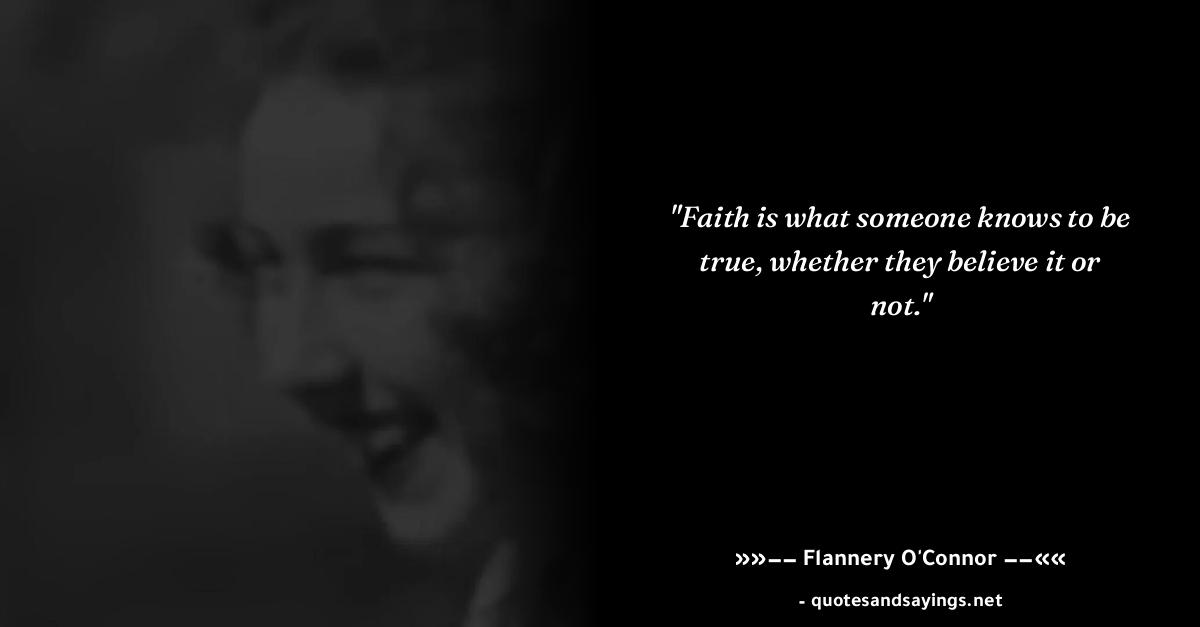 "Faith is what someone knows to be
true, whether they believe it or
not."
»»−− Flannery O'Connor −−««
- quotesandsayings.net